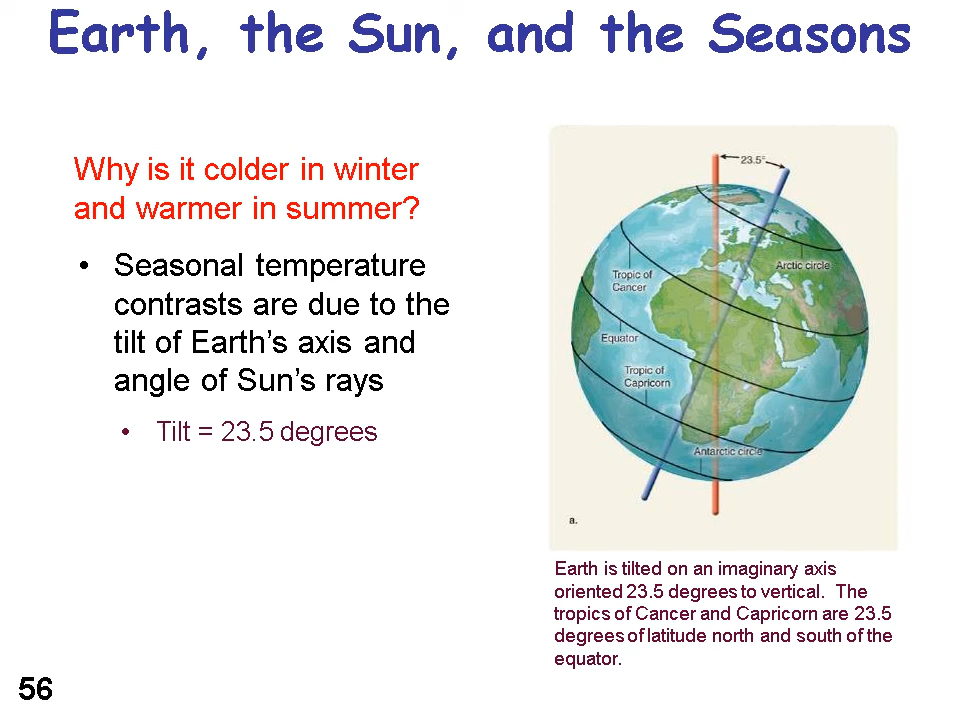 Earth, the Sun, and the Seasons
Why is it colder in winter
and warmer in summer?
• Seasonal temperature
contrasts are due to the
tilt of Earth's axis and
angle of Sun's rays
• Tilt = 23.5 degrees
23.5°
Arctic circle
Tropic of
Cancer
Equator
Tropic of
Capricorn
Antarctic circle
a.
Earth is tilted on an imaginary axis
oriented 23.5 degrees to vertical.  The
tropics of Cancer and Capricorn are 23.5
degrees of latitude north and south of the
equator.
56